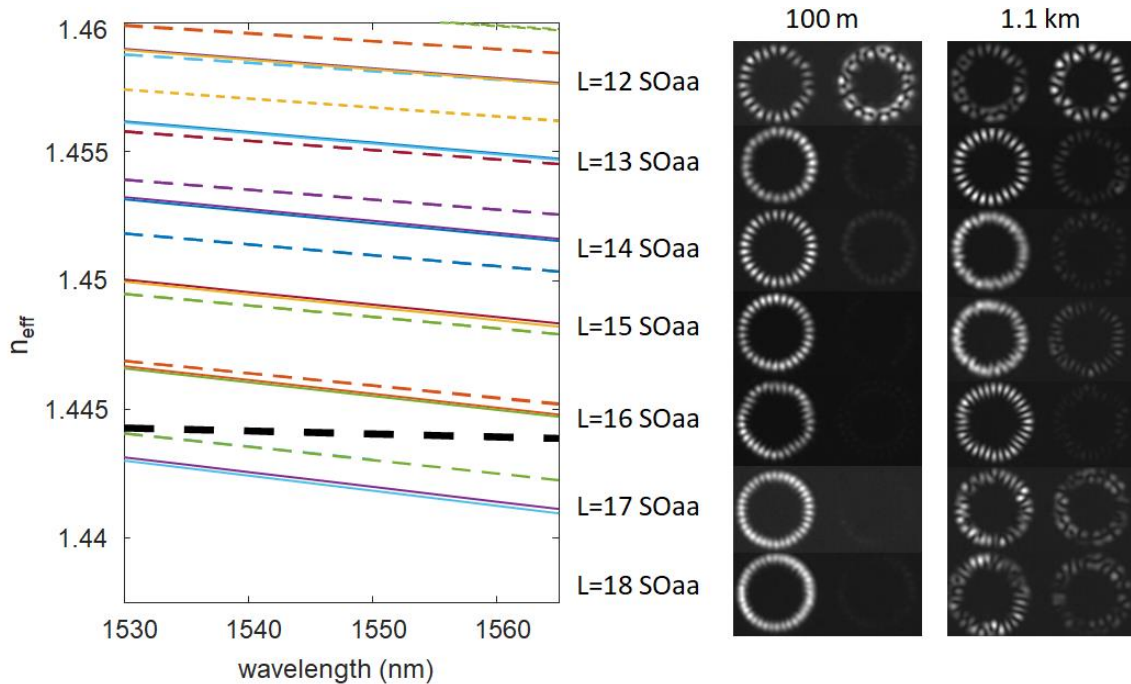 1.46
1.455
1.45
1.445
1.44
n_eff
1530 1540 1550 1560
wavelength (nm)
L=12 SOaa
L=13 SOaa
L=14 SOaa
L=15 SOaa
L=16 SOaa
L=17 SOaa
L=18 SOaa
100 m 1.1 km